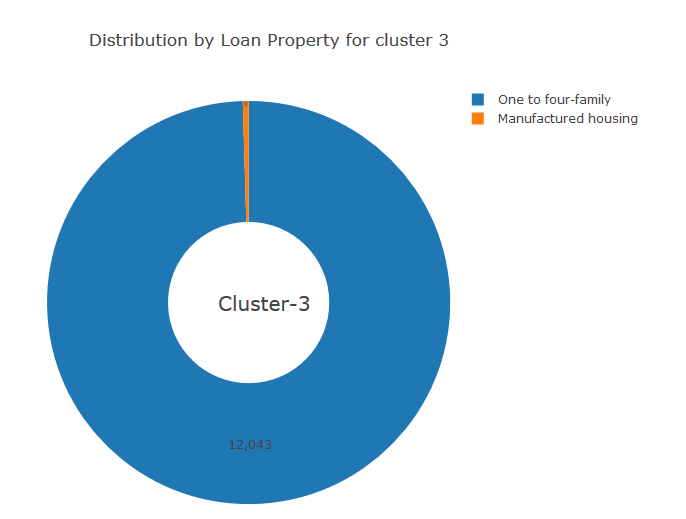 Distribution by Loan Property for cluster 3
One to four-family
Manufactured housing
Cluster-3
12,043